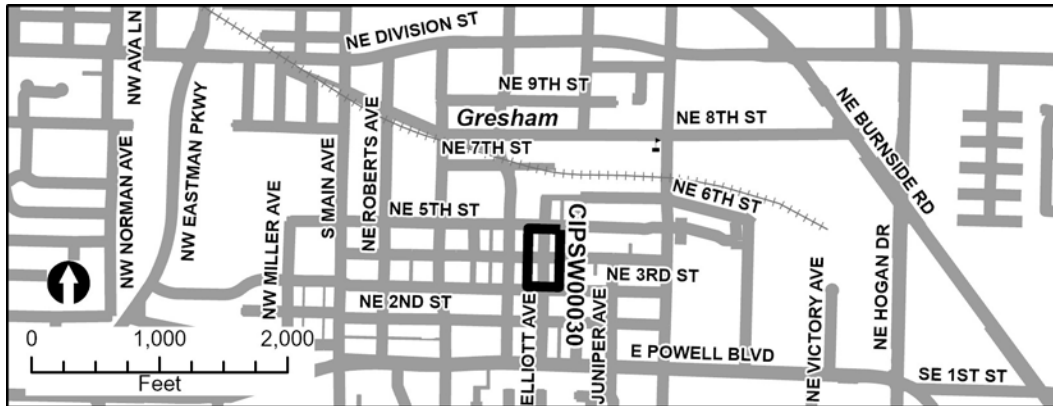 NW AVA LN
NE DIVISION ST
NE 9TH ST
Gresham
NE 8TH ST
NE 7TH ST
NE BURNSIDE RD
NW NORMAN AVE
NW EASTMAN PKWY
NW MILLER AVE
S MAIN AVE
NE ROBERTS AVE
NE 5TH ST
NE 6TH ST
CIPSW00030
NE 3RD ST
NE 2ND ST
ELLIOTT AVE
JUNIPER AVE
E POWELL BLVD
NE VICTORY AVE
NE HOGAN DR
SE 1ST ST
0 1,000 2,000
Feet